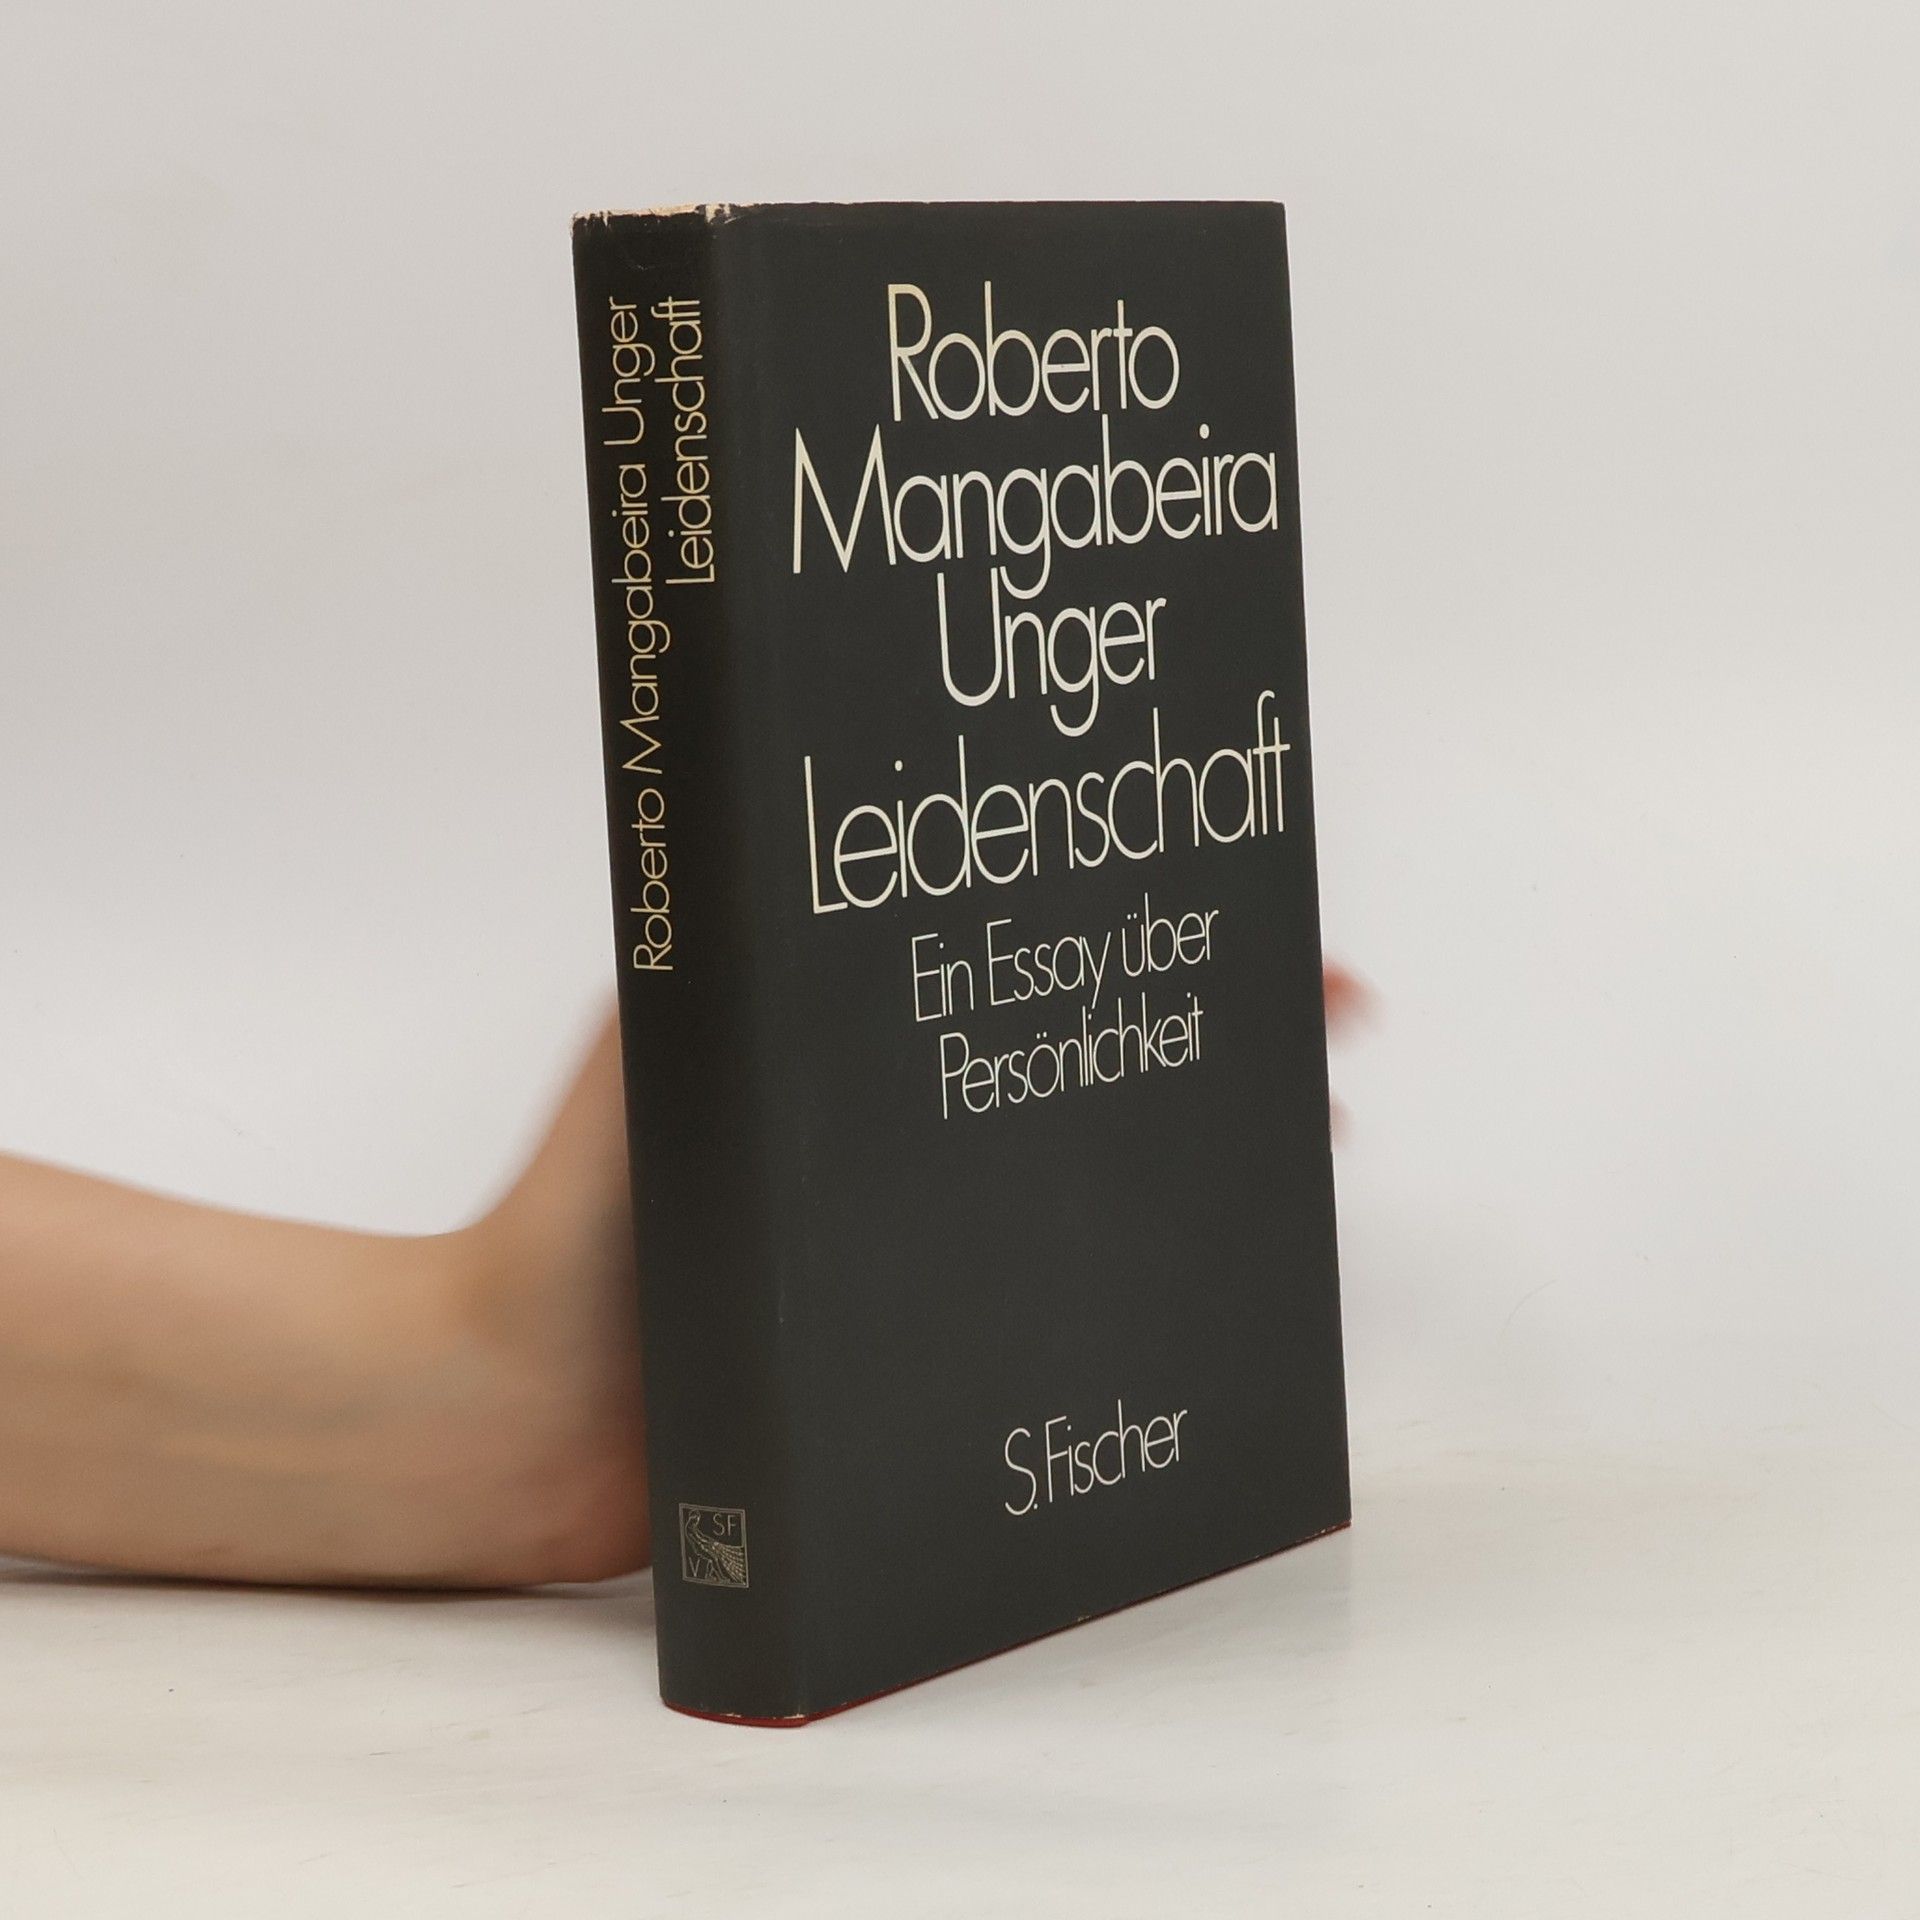 Roberto Mangabeira Unger
Leidenschaft
SF
V
Roberto
Mangabeira
Unger
Leidenschaft
Ein Essay über
Persönlichkeit
S. Fischer